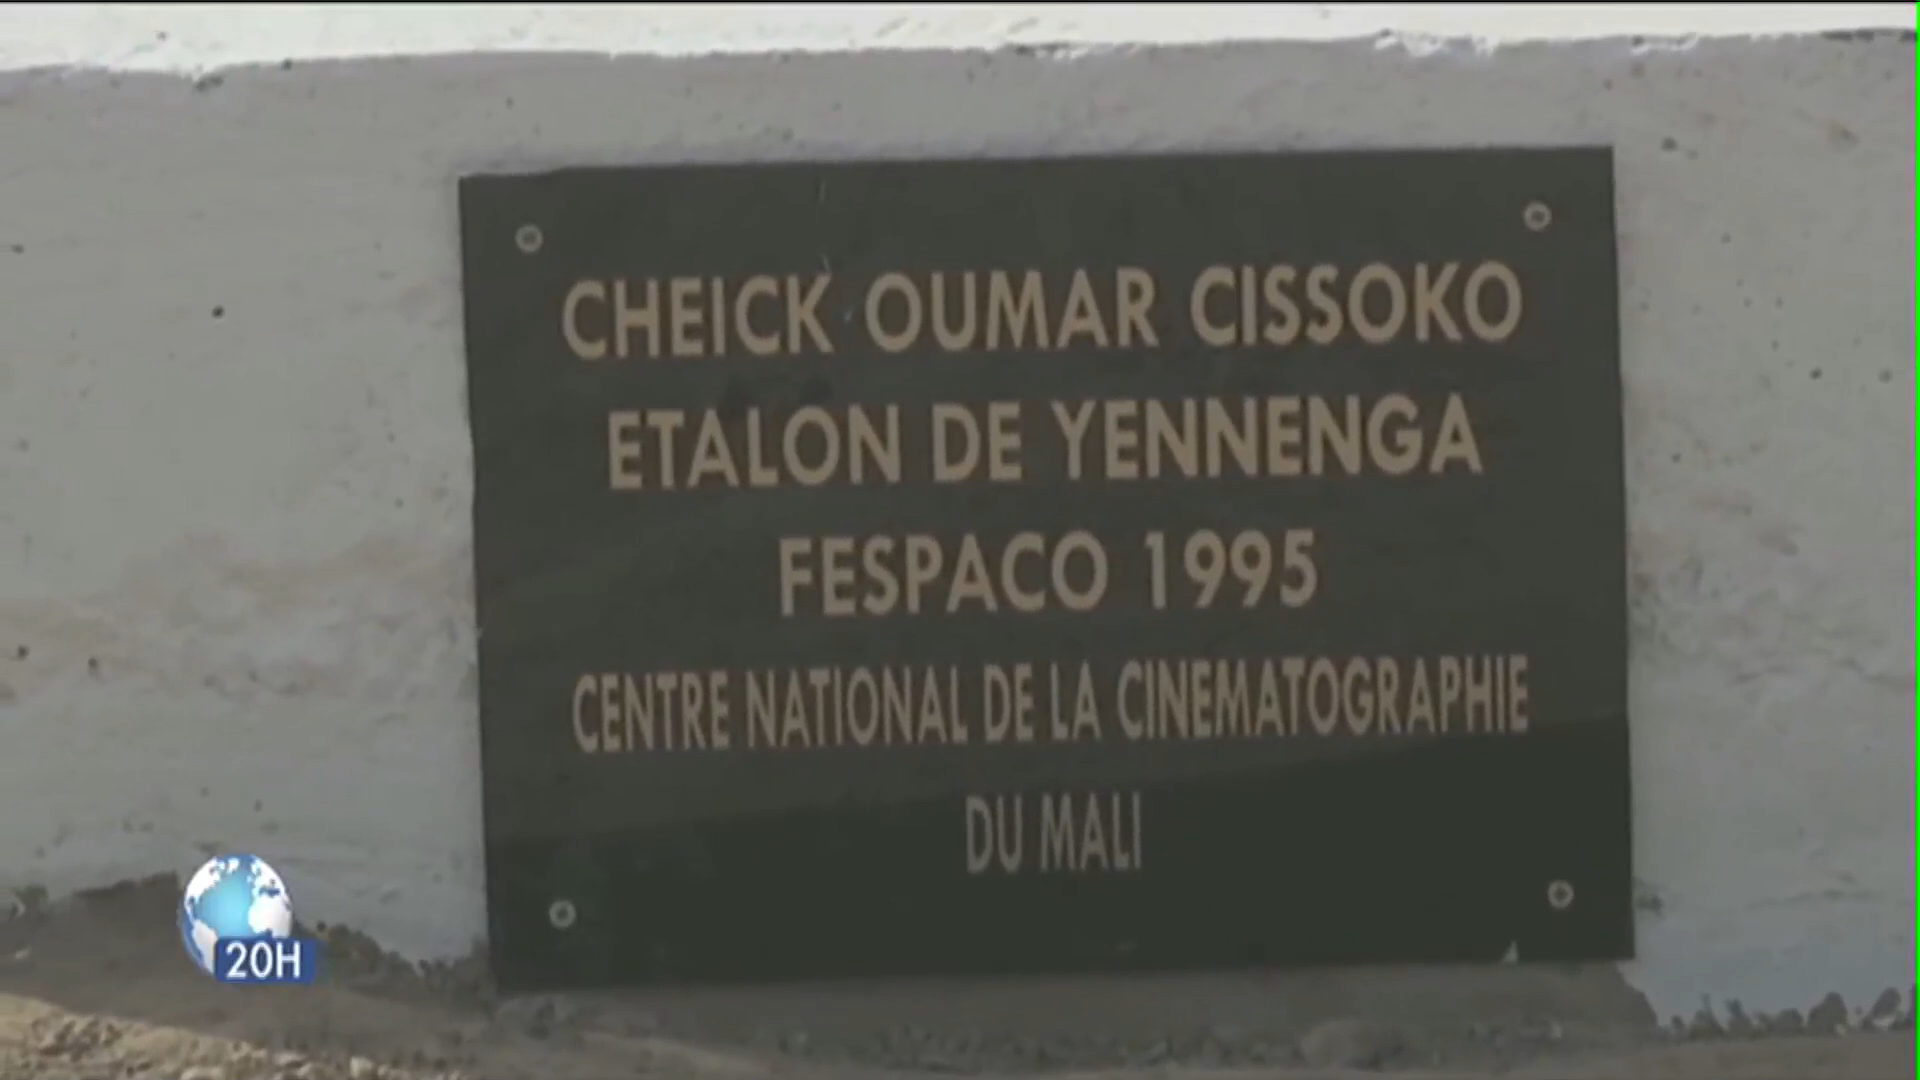 CHEICK OUMAR CISSOKO
ETALON DE YENNENGA
FESPACO 1995
CENTRE NATIONAL DE LA CINEMATOGRAPHIE
DU MALI
20H